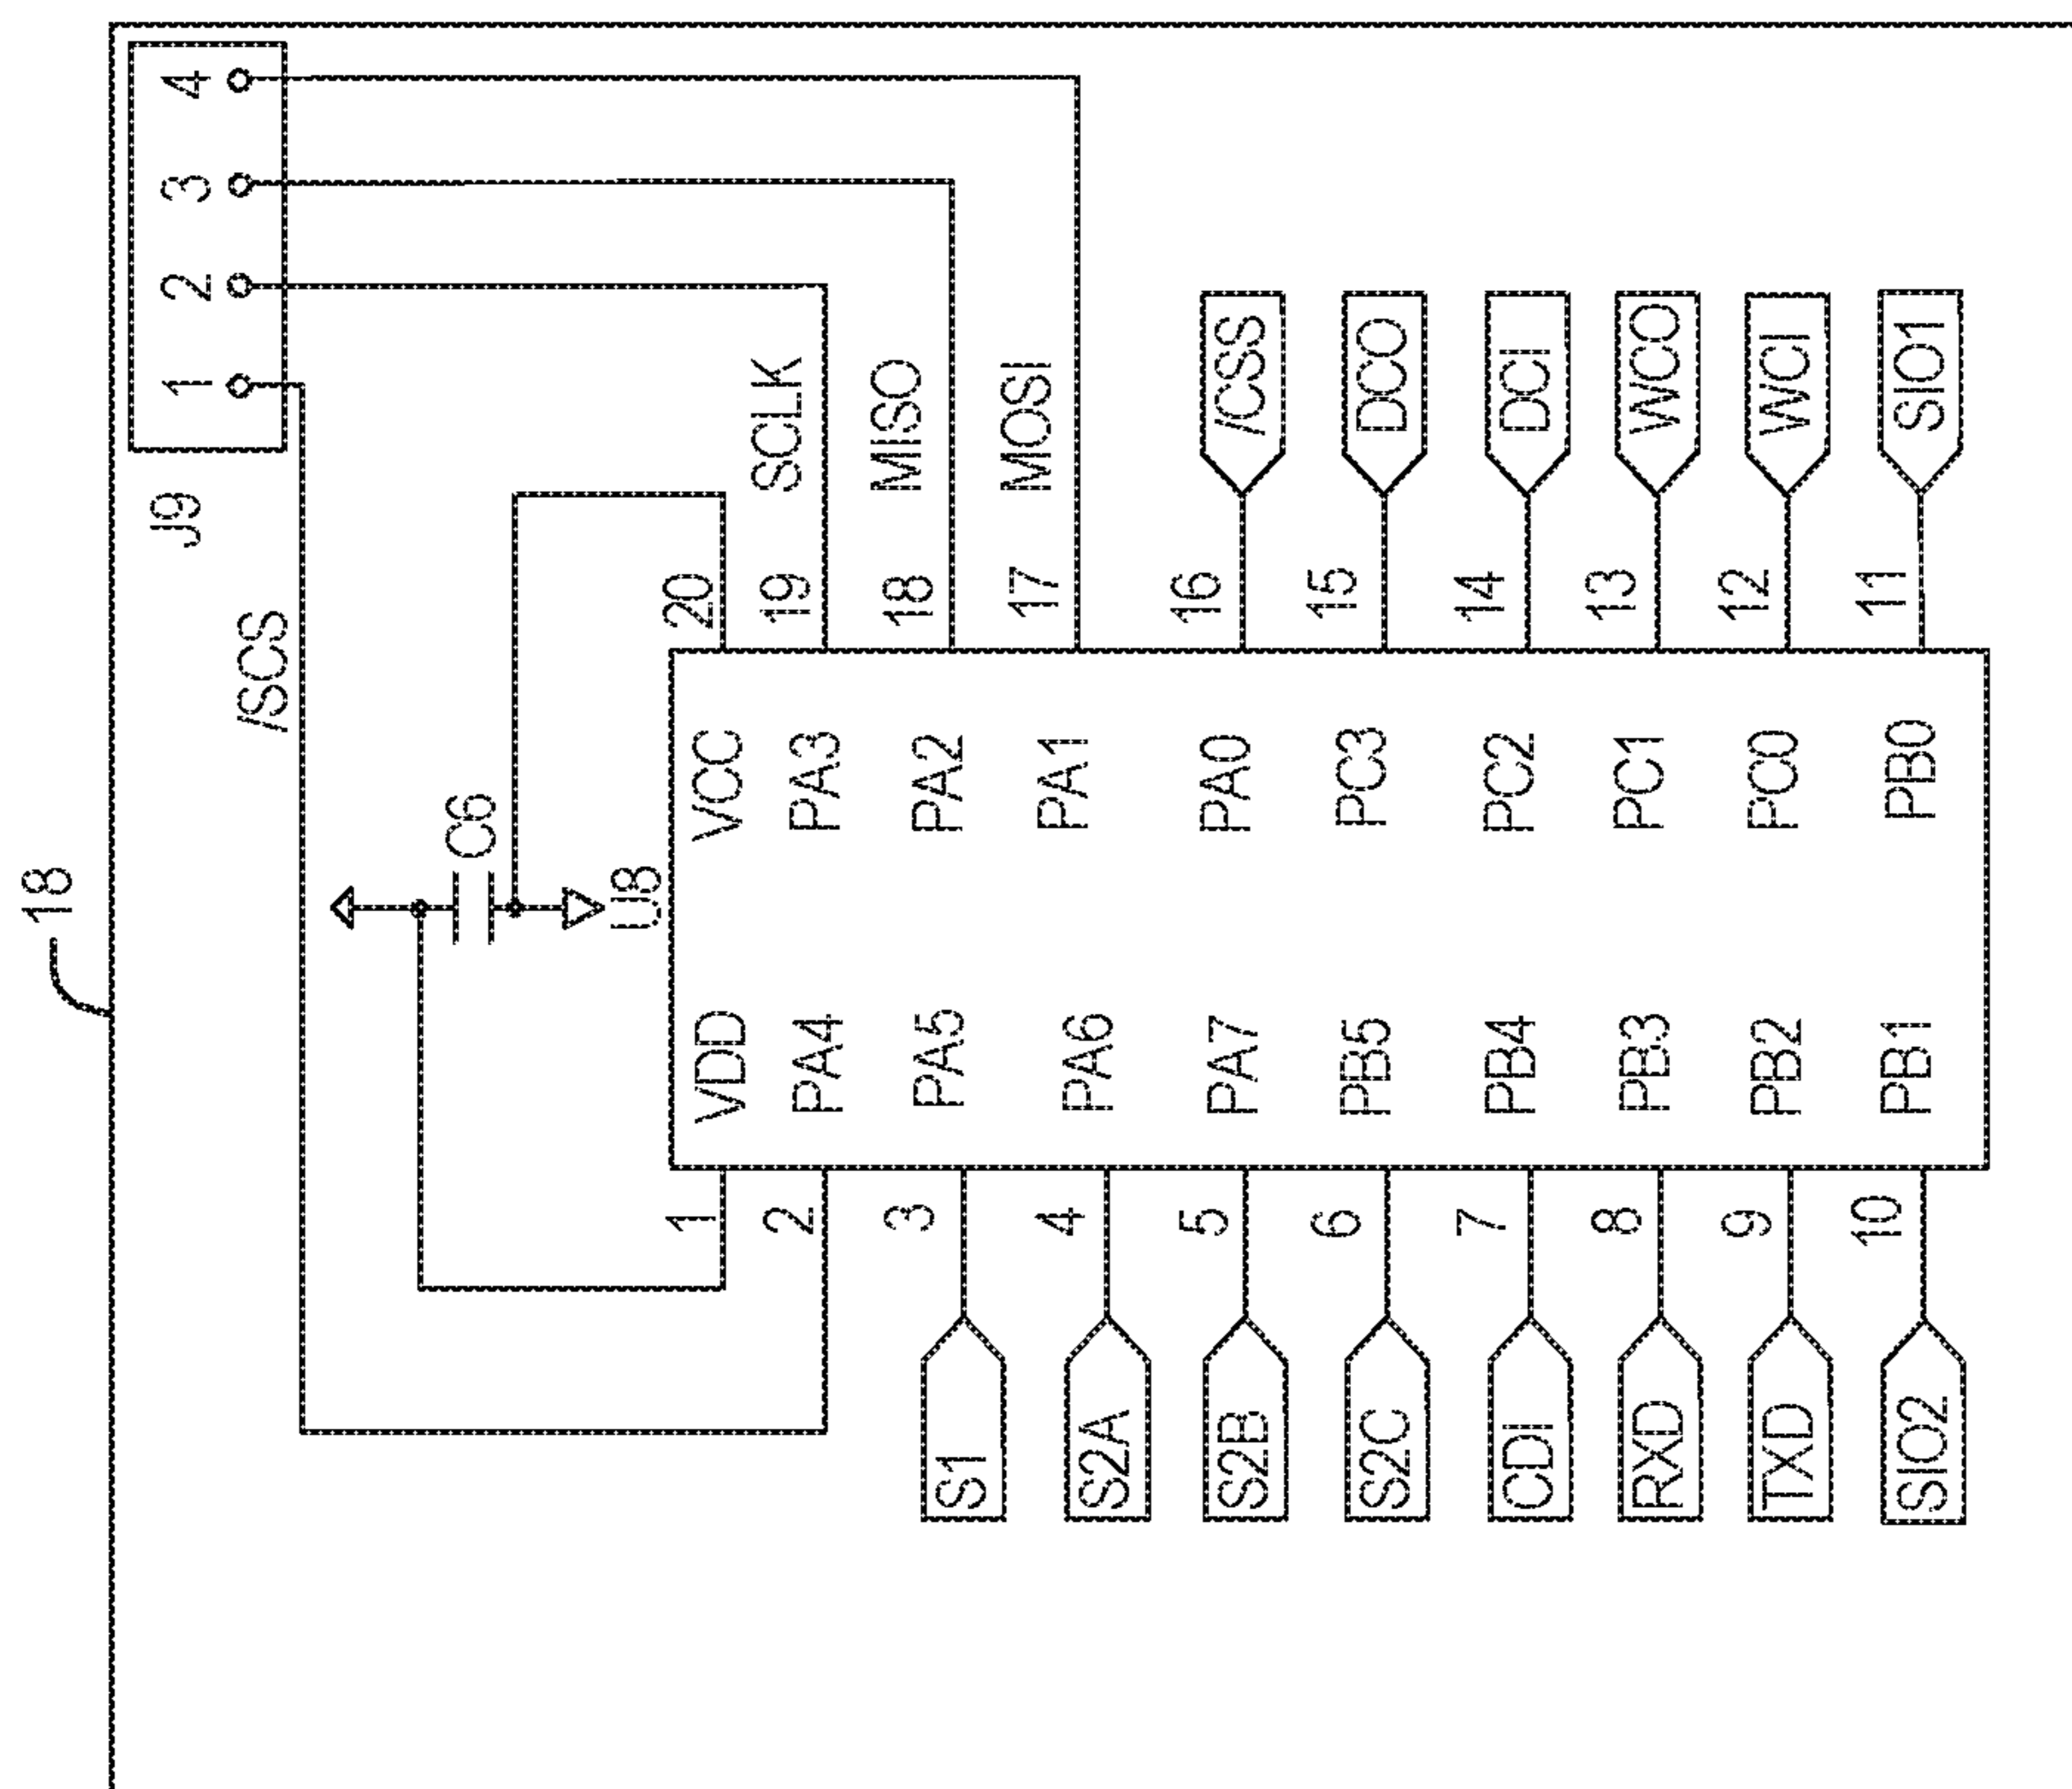 18
J9
1 2 3 4
/SCS
C6
U8
SCLK
MISO
MOSI
1 VDD VCC 20
2 PA4 PA3 19
S1 3 PA5 PA2 18
S2A 4 PA6 PA1 17
S2B 5 PA7 PA0 16 /CSS
S2C 6 PB5 PC3 15 DCO
CDI 7 PB4 PC2 14 DCI
RXD 8 PB3 PC1 13 WCO
TXD 9 PB2 PC0 12 WCI
SIO2 10 PB1 PB0 11 SIO1